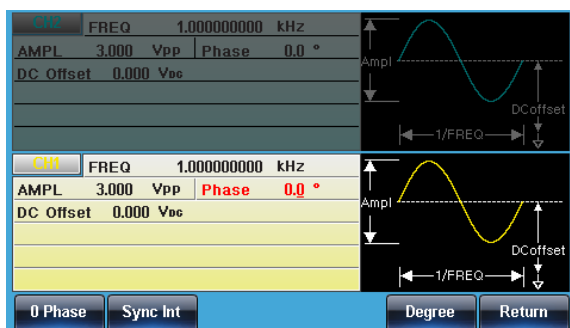 CH2 FREQ 1.000000000 kHz
AMPL 3.000 Vpp Phase 0.0 °
DC Offset 0.000 VDC
Ampl
DCoffset
1/FREQ
CH1 FREQ 1.000000000 kHz
AMPL 3.000 Vpp Phase 0.0 °
DC Offset 0.000 VDC
Ampl
DCoffset
1/FREQ
0 Phase Sync Int Degree Return